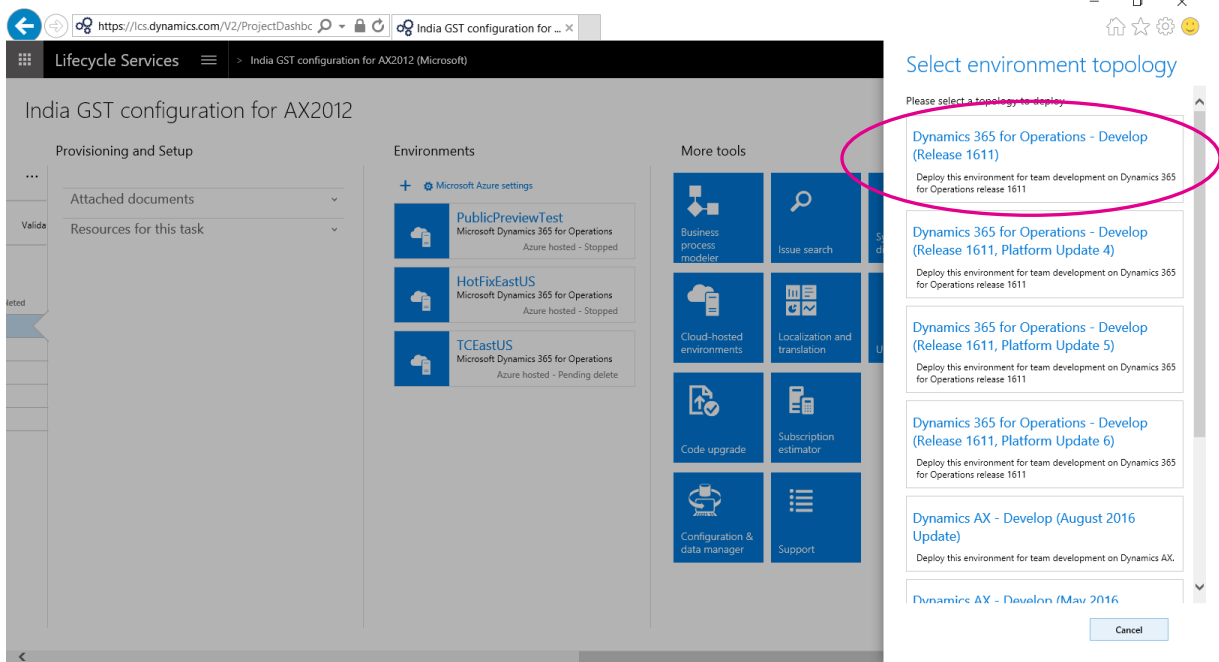 https://lcs.dynamics.com/V2/ProjectDashbc
India GST configuration for ...
Lifecycle Services
> India GST configuration for AX2012 (Microsoft)
India GST configuration for AX2012
...
Valida
leted
Provisioning and Setup
Attached documents
Resources for this task
Environments
+ Microsoft Azure settings
PublicPreviewTest
Microsoft Dynamics 365 for Operations
Azure hosted - Stopped
HotFixEastUS
Microsoft Dynamics 365 for Operations
Azure hosted - Stopped
TCEastUS
Microsoft Dynamics 365 for Operations
Azure hosted - Pending delete
More tools
Business
process
modeler
Issue search
Sy
di
Cloud-hosted
environments
Localization and
translation
U
Code upgrade
Subscription
estimator
Configuration &
data manager
Support
Select environment topology
Please select a topology to deploy
Dynamics 365 for Operations - Develop
(Release 1611)
Deploy this environment for team development on Dynamics 365
for Operations release 1611
Dynamics 365 for Operations - Develop
(Release 1611, Platform Update 4)
Deploy this environment for team development on Dynamics 365
for Operations release 1611
Dynamics 365 for Operations - Develop
(Release 1611, Platform Update 5)
Deploy this environment for team development on Dynamics 365
for Operations release 1611
Dynamics 365 for Operations - Develop
(Release 1611, Platform Update 6)
Deploy this environment for team development on Dynamics 365
for Operations release 1611
Dynamics AX - Develop (August 2016
Update)
Deploy this environment for team development on Dynamics AX.
Dynamics AX - Develop (May 2016
Cancel